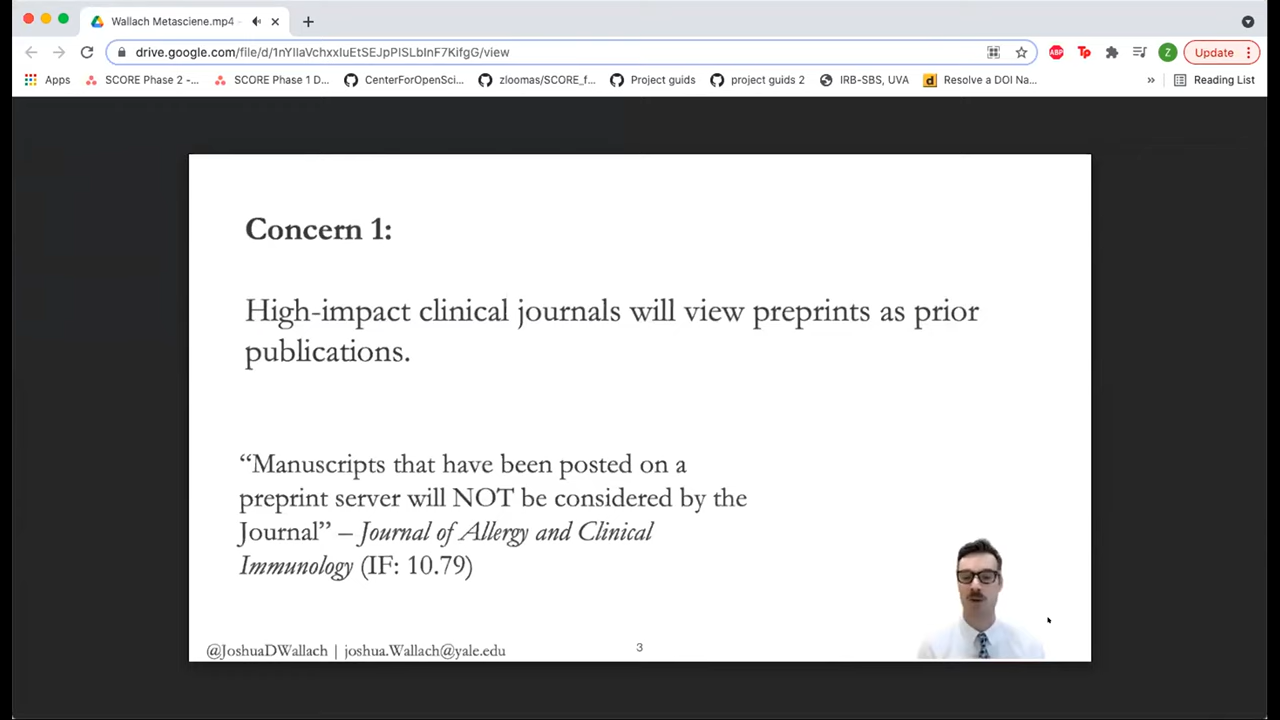 Wallach Metasciene.mp4 -
drive.google.com/file/d/1nYIlaVchxxIuEtSEJpPISLbInF7KifgG/view
ABP
Tp
Z
Update
Apps
SCORE Phase 2 -...
SCORE Phase 1 D...
CenterForOpenSci...
zloomas/SCORE_f...
Project guids
project guids 2
IRB-SBS, UVA
Resolve a DOI Na...
»
Reading List
Concern 1:
High-impact clinical journals will view preprints as prior
publications.
“Manuscripts that have been posted on a
preprint server will NOT be considered by the
Journal” – Journal of Allergy and Clinical
Immunology (IF: 10.79)
@JoshuaDWallach | joshua.Wallach@yale.edu
3